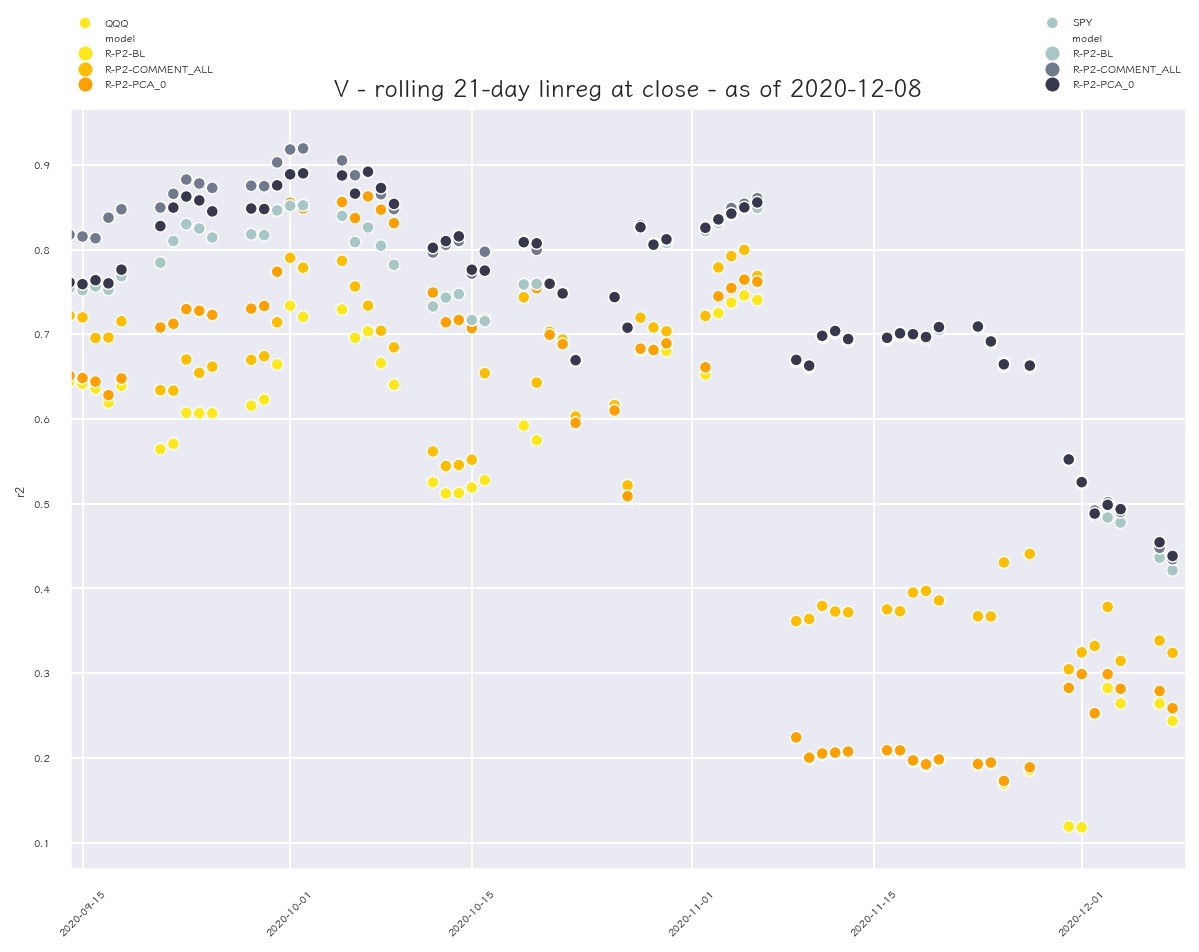 QQQ
model
R-P2-BL
R-P2-COMMENT_ALL
R-P2-PCA_0
SPY
model
R-P2-BL
R-P2-COMMENT_ALL
R-P2-PCA_0
V - rolling 21-day linreg at close - as of 2020-12-08
0.9
0.8
0.7
0.6
0.5
0.4
0.3
0.2
0.1
r2
2020-09-15
2020-10-01
2020-10-15
2020-11-01
2020-11-15
2020-12-01